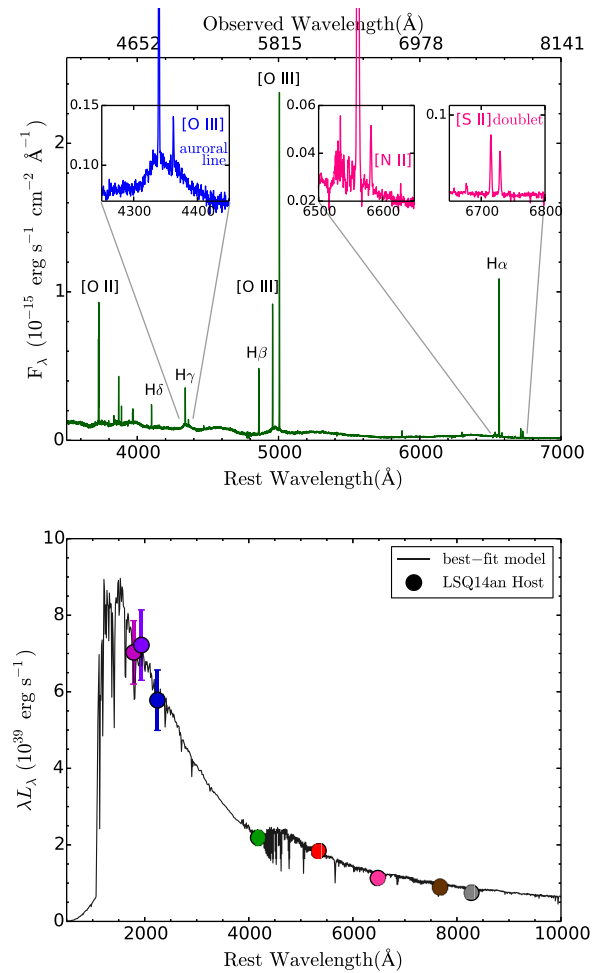 Observed Wavelength(Å)
4652 5815 6978 8141
[O III]
0.15 [O III] 0.06 0.1 [S II] doublet
2 auroral
line
0.10 0.04 [N II]
0.02
4300 4400 6500 6600 6700 6800
F_λ (10⁻¹⁵ erg s⁻¹ cm⁻² Å⁻¹)
[O II] [O III] Hα
1
Hβ
Hδ Hγ
0
4000 5000 6000 7000
Rest Wavelength(Å)
10
best−fit model
LSQ14an Host
8
6
λL_λ (10³⁹ erg s⁻¹)
4
2
0
2000 4000 6000 8000 10000
Rest Wavelength(Å)